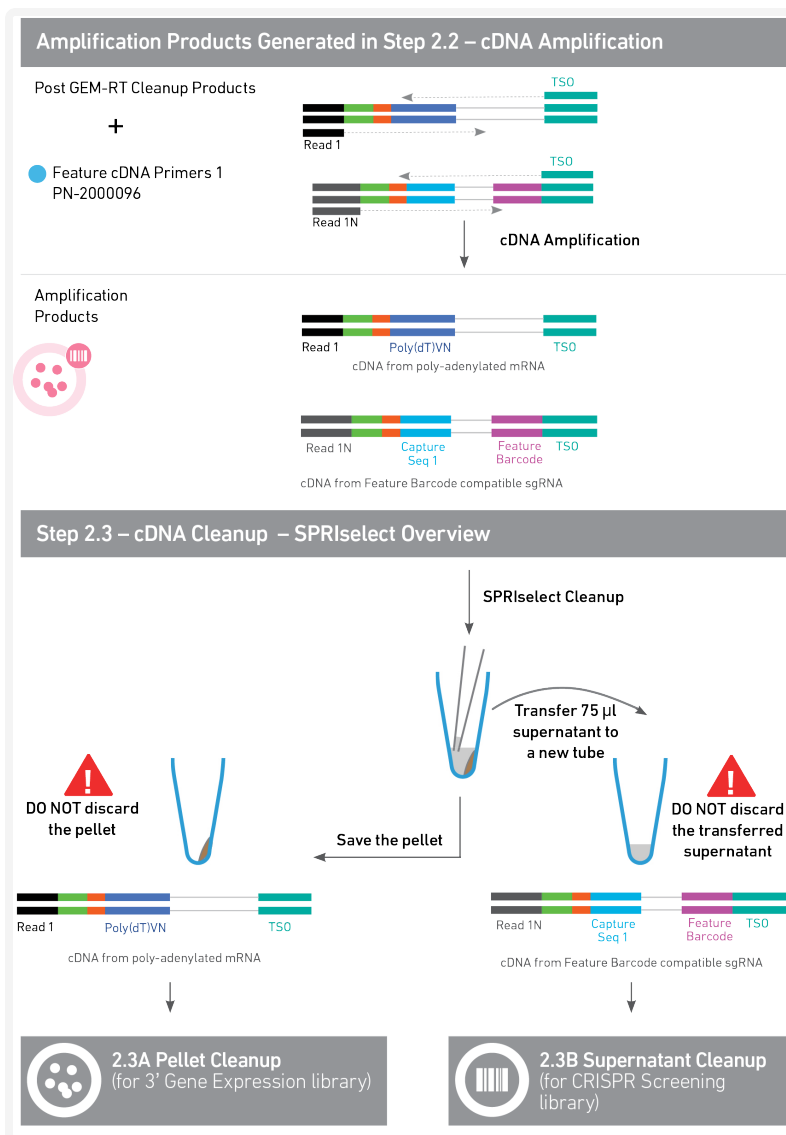 Amplification Products Generated in Step 2.2 – cDNA Amplification
Post GEM-RT Cleanup Products
+
Feature cDNA Primers 1
PN-2000096
TSO
Read 1
TSO
Read 1N
cDNA Amplification
Amplification
Products
Read 1
Poly(dT)VN
TSO
cDNA from poly-adenylated mRNA
Read 1N
Capture
Seq 1
Feature
Barcode
TSO
cDNA from Feature Barcode compatible sgRNA
Step 2.3 – cDNA Cleanup – SPRIselect Overview
SPRIselect Cleanup
Transfer 75 µl
supernatant to
a new tube
!
DO NOT discard
the pellet
Save the pellet
!
DO NOT discard
the transferred
supernatant
Read 1
Poly(dT)VN
TSO
cDNA from poly-adenylated mRNA
Read 1N
Capture
Seq 1
Feature
Barcode
TSO
cDNA from Feature Barcode compatible sgRNA
2.3A Pellet Cleanup
(for 3’ Gene Expression library)
2.3B Supernatant Cleanup
(for CRISPR Screening
library)